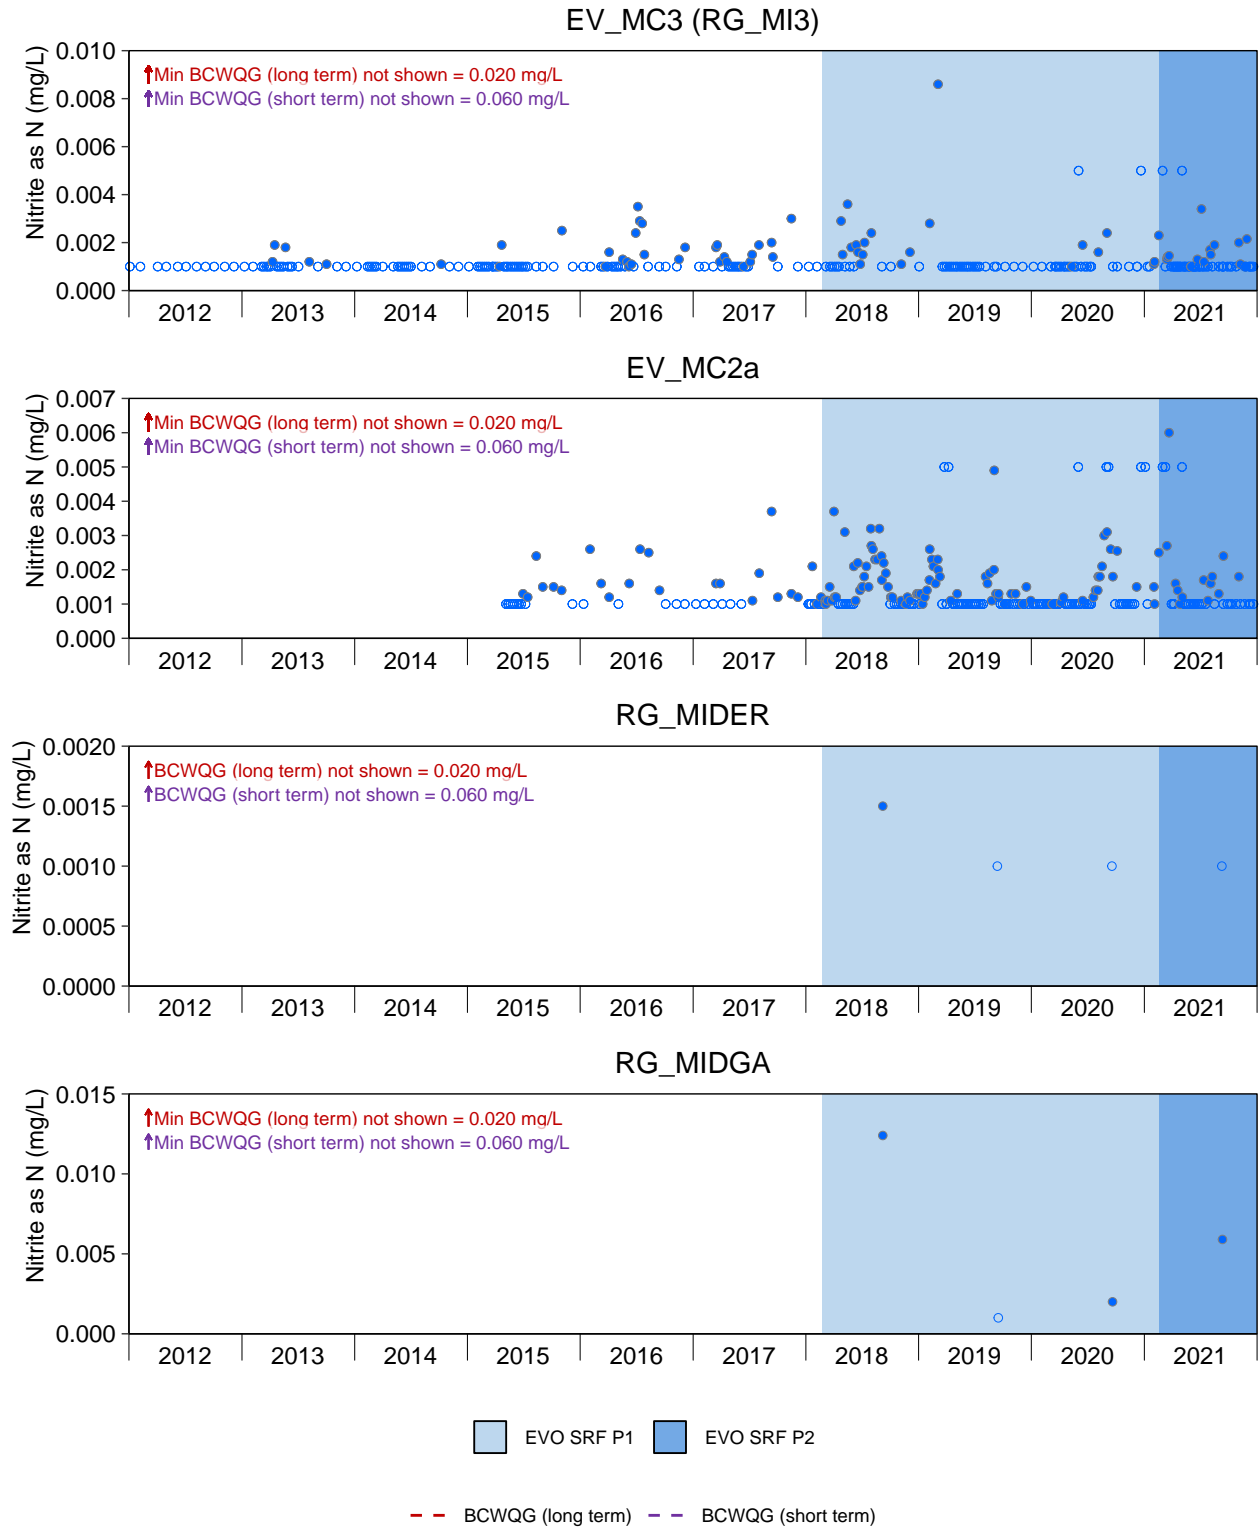 EV_MC3 (RG_MI3)
Nitrite as N (mg/L)
0.010
0.008
0.006
0.004
0.002
0.000
Min BCWQG (long term) not shown = 0.020 mg/L
Min BCWQG (short term) not shown = 0.060 mg/L
2012 2013 2014 2015 2016 2017 2018 2019 2020 2021
EV_MC2a
Nitrite as N (mg/L)
0.007
0.006
0.005
0.004
0.003
0.002
0.001
0.000
Min BCWQG (long term) not shown = 0.020 mg/L
Min BCWQG (short term) not shown = 0.060 mg/L
2012 2013 2014 2015 2016 2017 2018 2019 2020 2021
RG_MIDER
Nitrite as N (mg/L)
0.0020
0.0015
0.0010
0.0005
0.0000
BCWQG (long term) not shown = 0.020 mg/L
BCWQG (short term) not shown = 0.060 mg/L
2012 2013 2014 2015 2016 2017 2018 2019 2020 2021
RG_MIDGA
Nitrite as N (mg/L)
0.015
0.010
0.005
0.000
Min BCWQG (long term) not shown = 0.020 mg/L
Min BCWQG (short term) not shown = 0.060 mg/L
2012 2013 2014 2015 2016 2017 2018 2019 2020 2021
EVO SRF P1 EVO SRF P2
BCWQG (long term) BCWQG (short term)